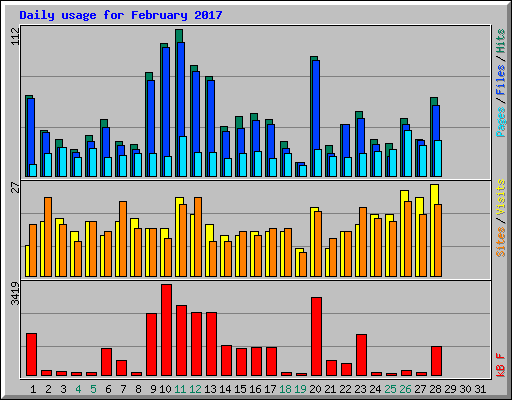 Daily usage for February 2017
112
Pages / Files / Hits
27
Sites / Visits
3419
kB F
1 2 3 4 5 6 7 8 9 10 11 12 13 14 15 16 17 18 19 20 21 22 23 24 25 26 27 28 29 30 31